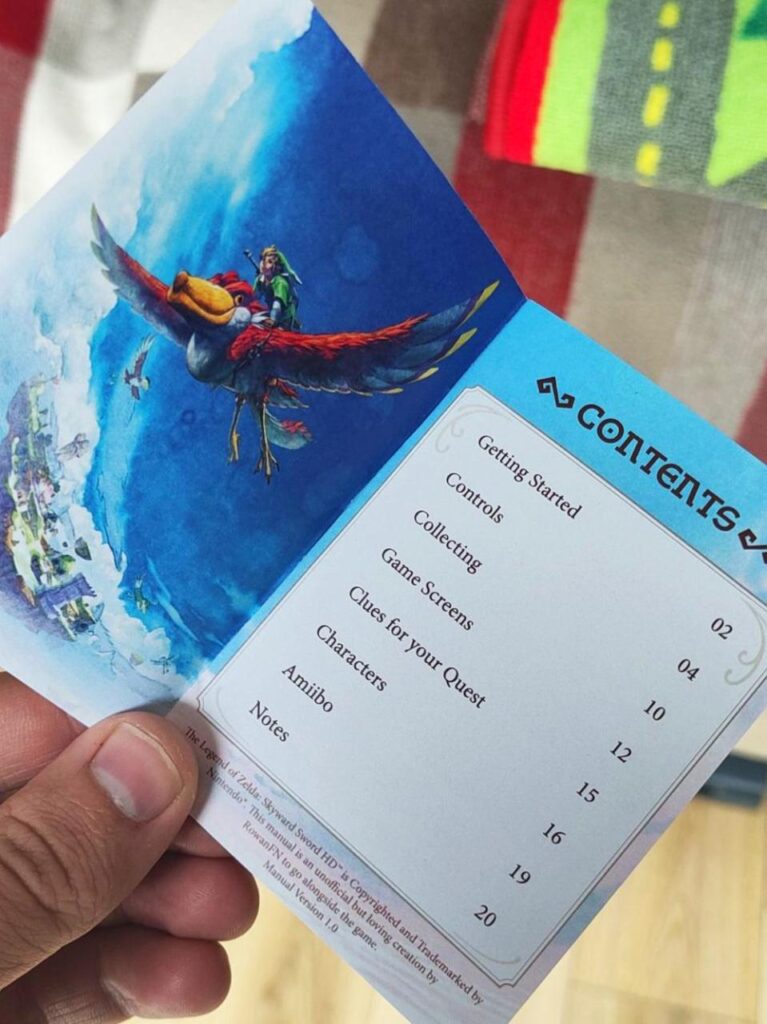 CONTENTS
Getting Started 02
Controls 04
Collecting 10
Game Screens 12
Clues for your Quest 15
Characters 16
Amiibo 19
Notes 20
The Legend of Zelda: Skyward Sword HD™ is Copyrighted and Trademarked by
Nintendo®. This manual is an unofficial but loving creation by
RowanFN to go alongside the game.
Manual Version 1.0